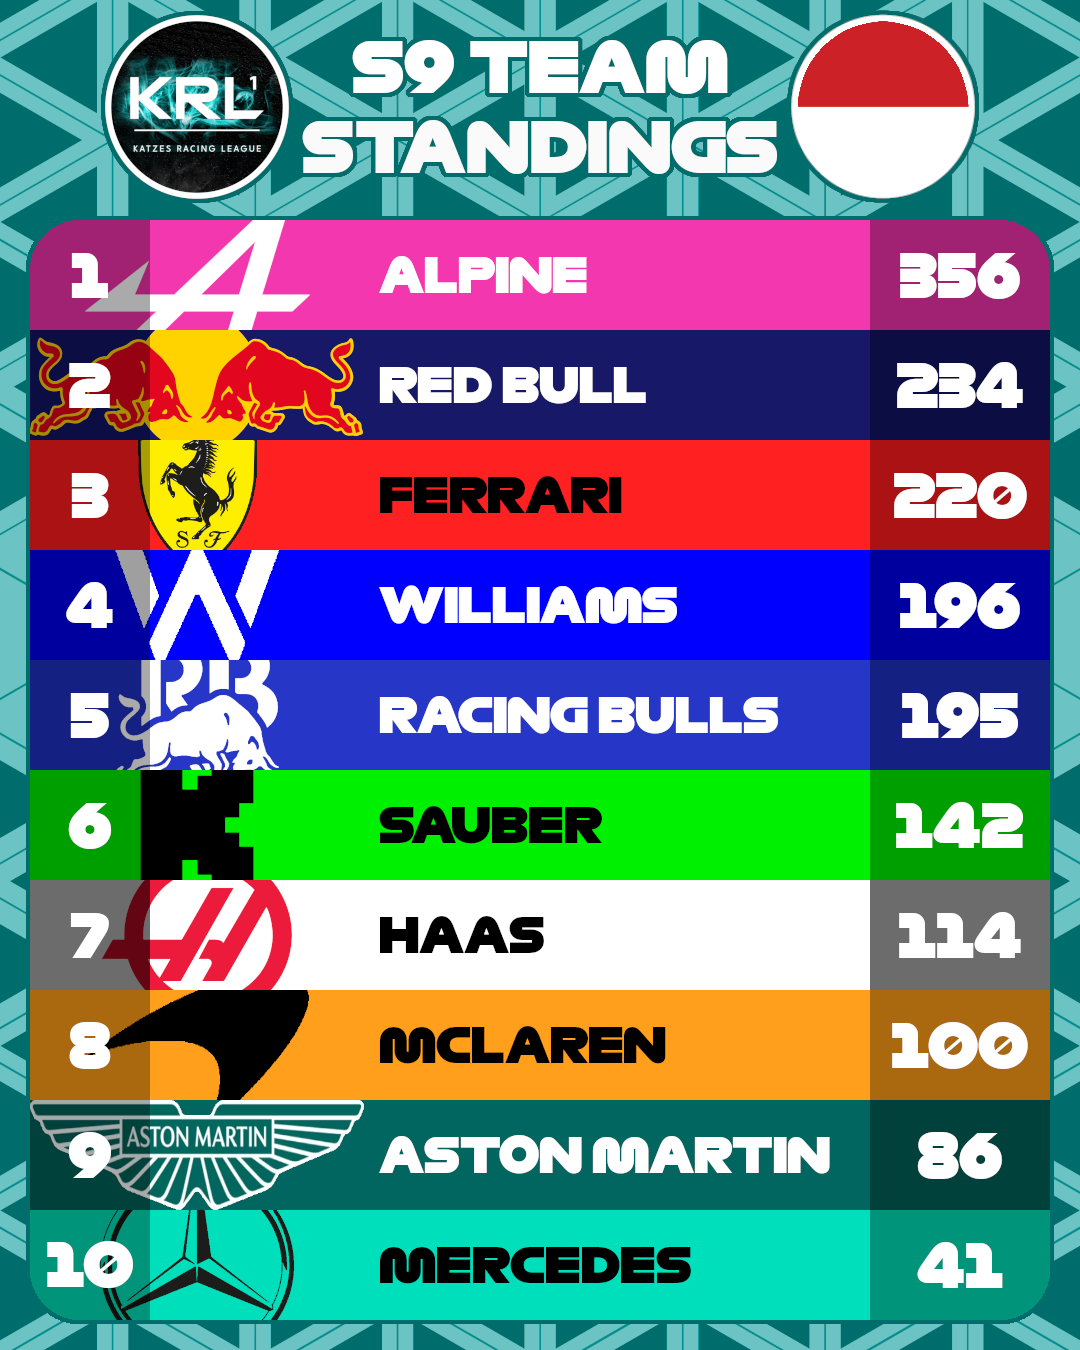 KRL1
KATZES RACING LEAGUE
S9 TEAM
STANDINGS
1 ALPINE 356
2 RED BULL 234
3 S F FERRARI 220
4 W WILLIAMS 196
5 RB RACING BULLS 195
6 K SAUBER 142
7 H HAAS 114
8 MCLAREN 100
9 ASTON MARTIN ASTON MARTIN 86
10 MERCEDES 41